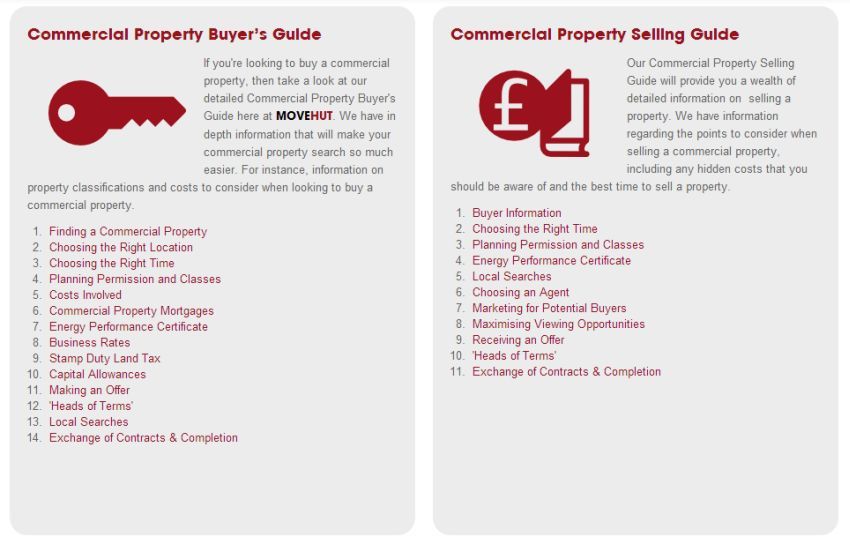 Commercial Property Buyer's Guide
If you're looking to buy a commercial
property, then take a look at our
detailed Commercial Property Buyer's
Guide here at MOVEHUT. We have in
depth information that will make your
commercial property search so much
easier. For instance, information on
property classifications and costs to consider when looking to buy a
commercial property.
1. Finding a Commercial Property
2. Choosing the Right Location
3. Choosing the Right Time
4. Planning Permission and Classes
5. Costs Involved
6. Commercial Property Mortgages
7. Energy Performance Certificate
8. Business Rates
9. Stamp Duty Land Tax
10. Capital Allowances
11. Making an Offer
12. 'Heads of Terms'
13. Local Searches
14. Exchange of Contracts & Completion
Commercial Property Selling Guide
£
Our Commercial Property Selling
Guide will provide you a wealth of
detailed information on selling a
property. We have information
regarding the points to consider when
selling a commercial property,
including any hidden costs that you
should be aware of and the best time to sell a property.
1. Buyer Information
2. Choosing the Right Time
3. Planning Permission and Classes
4. Energy Performance Certificate
5. Local Searches
6. Choosing an Agent
7. Marketing for Potential Buyers
8. Maximising Viewing Opportunities
9. Receiving an Offer
10. 'Heads of Terms'
11. Exchange of Contracts & Completion